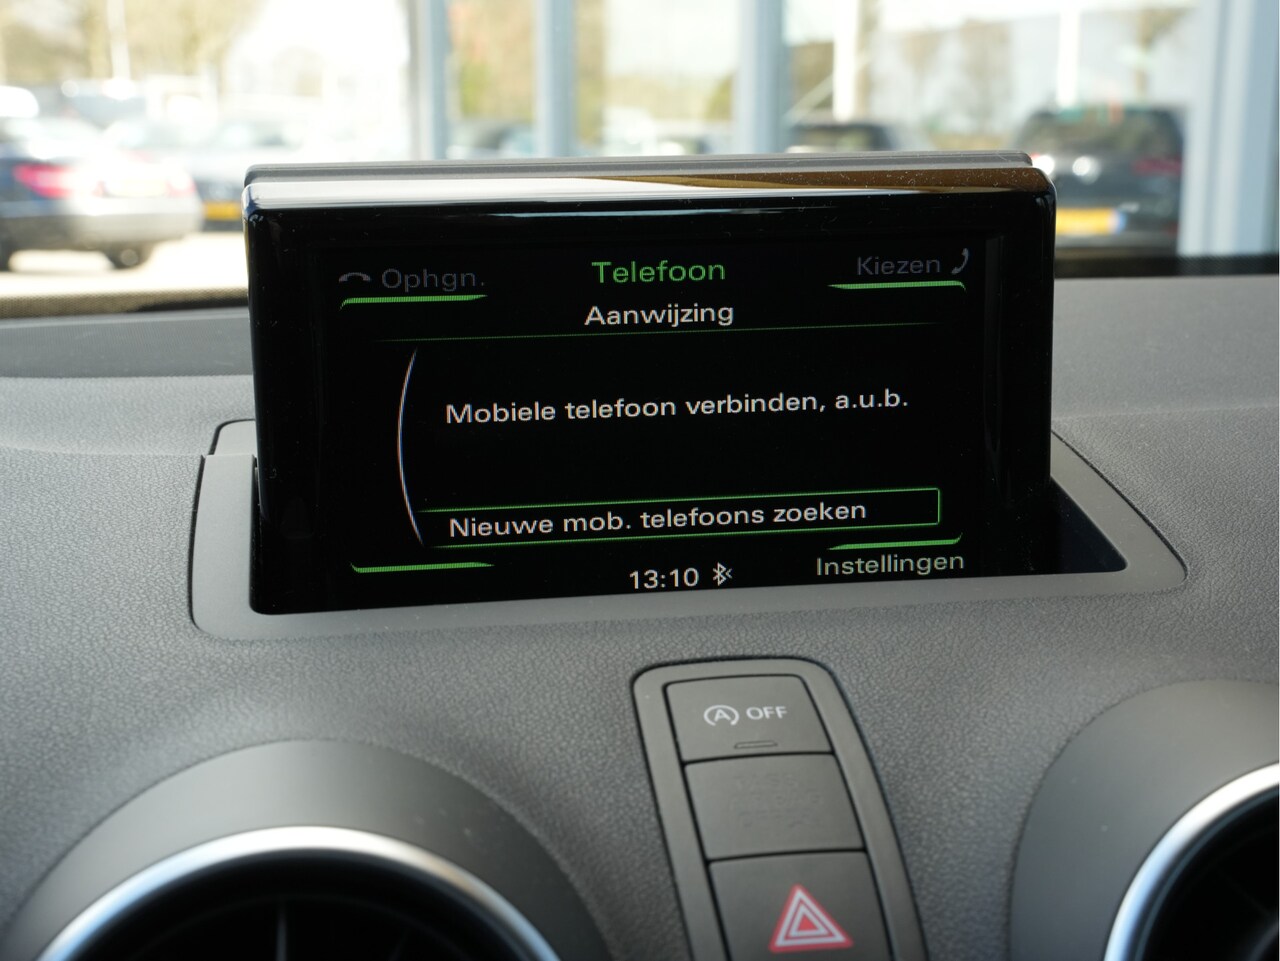 Ophgn.
Telefoon
Kiezen
Aanwijzing
Mobiele telefoon verbinden, a.u.b.
Nieuwe mob. telefoons zoeken
13:10
Instellingen
A OFF